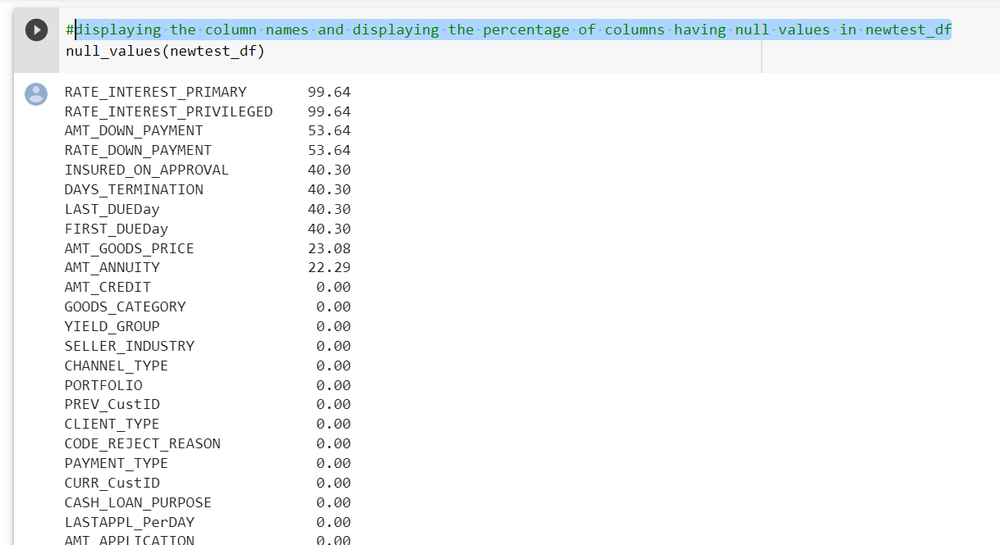 #displaying the column names and displaying the percentage of columns having null values in newtest_df
null_values(newtest_df)
RATE_INTEREST_PRIMARY 99.64
RATE_INTEREST_PRIVILEGED 99.64
AMT_DOWN_PAYMENT 53.64
RATE_DOWN_PAYMENT 53.64
INSURED_ON_APPROVAL 40.30
DAYS_TERMINATION 40.30
LAST_DUEDay 40.30
FIRST_DUEDay 40.30
AMT_GOODS_PRICE 23.08
AMT_ANNUITY 22.29
AMT_CREDIT 0.00
GOODS_CATEGORY 0.00
YIELD_GROUP 0.00
SELLER_INDUSTRY 0.00
CHANNEL_TYPE 0.00
PORTFOLIO 0.00
PREV_CustID 0.00
CLIENT_TYPE 0.00
CODE_REJECT_REASON 0.00
PAYMENT_TYPE 0.00
CURR_CustID 0.00
CASH_LOAN_PURPOSE 0.00
LASTAPPL_PerDAY 0.00
AMT_APPLICATION 0.00